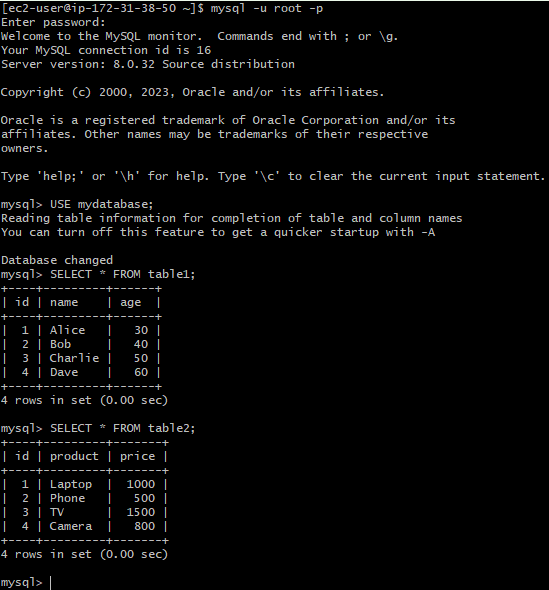 [ec2-user@ip-172-31-38-50 ~]$ mysql -u root -p
Enter password:
Welcome to the MySQL monitor.  Commands end with ; or \g.
Your MySQL connection id is 16
Server version: 8.0.32 Source distribution

Copyright (c) 2000, 2023, Oracle and/or its affiliates.

Oracle is a registered trademark of Oracle Corporation and/or its
affiliates. Other names may be trademarks of their respective
owners.

Type 'help;' or '\h' for help. Type '\c' to clear the current input statement.

mysql> USE mydatabase;
Reading table information for completion of table and column names
You can turn off this feature to get a quicker startup with -A

Database changed
mysql> SELECT * FROM table1;
+----+---------+------+
| id | name    | age  |
+----+---------+------+
|  1 | Alice   |   30 |
|  2 | Bob     |   40 |
|  3 | Charlie |   50 |
|  4 | Dave    |   60 |
+----+---------+------+
4 rows in set (0.00 sec)

mysql> SELECT * FROM table2;
+----+---------+-------+
| id | product | price |
+----+---------+-------+
|  1 | Laptop  |  1000 |
|  2 | Phone   |   500 |
|  3 | TV      |  1500 |
|  4 | Camera  |   800 |
+----+---------+-------+
4 rows in set (0.00 sec)

mysql>